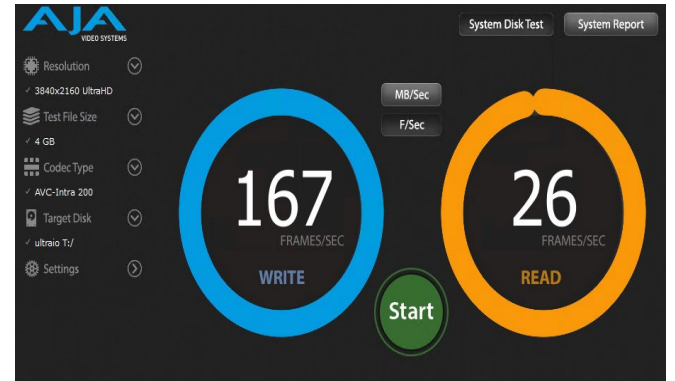 AJA
VIDEO SYSTEMS
System Disk Test
System Report
Resolution
3840x2160 UltraHD
Test File Size
4 GB
Codec Type
AVC-Intra 200
Target Disk
ultraio T:/
Settings
MB/Sec
F/Sec
167
FRAMES/SEC
WRITE
26
FRAMES/SEC
READ
Start